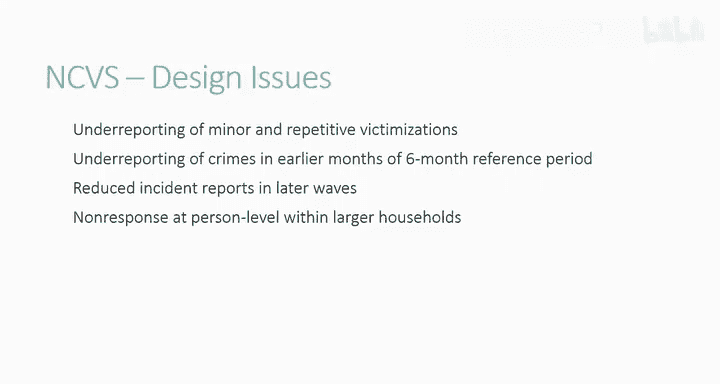 NCVS – Design Issues
Underreporting of minor and repetitive victimizations
Underreporting of crimes in earlier months of 6-month reference period
Reduced incident reports in later waves
Nonresponse at person-level within larger households